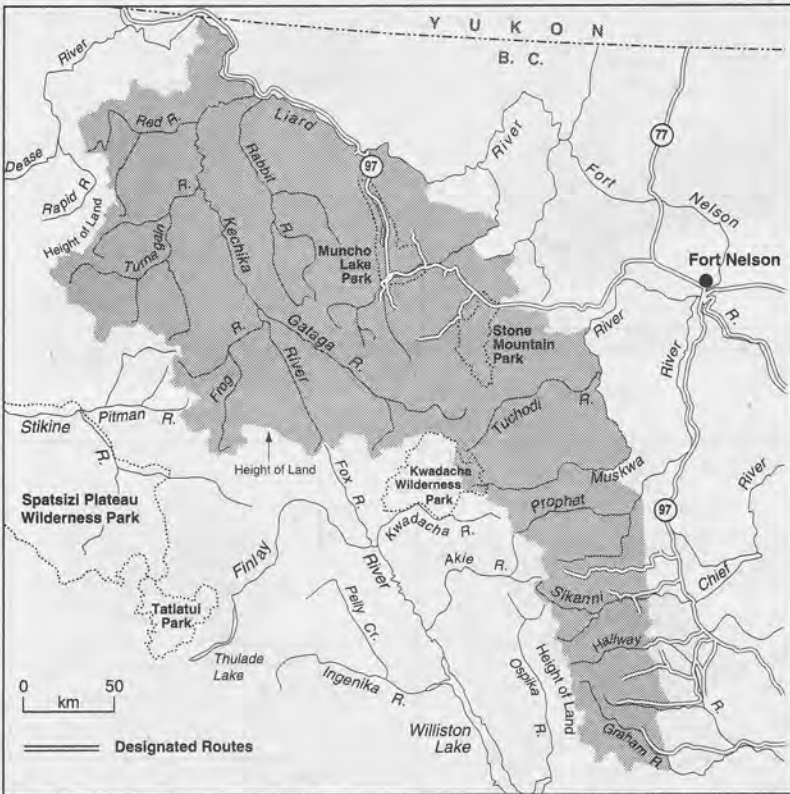 YUKON
B. C.
River
Dease
Rapid R
Height of Land
Red R.
Liard
Rabbit
R.
R.
Kechika
Turnagain
97
River
Fort
Nelson
77
Fort Nelson
R.
Muncho
Lake
Park
Stone
Mountain
Park
River
River
Gataga
R.
R.
River
Frog
Tuchodi
R.
Stikine
Pitman R.
R.
Height of Land
Fox R.
Kwadacha
Wilderness
Park
Muskwa
Prophet
River
97
Spatsizi Plateau
Wilderness Park
Kwadacha R.
Finlay
River
Akie R.
Sikanni
Chief
Tatlatui
Park
Pelly Cr.
Halfway
R.
Thulade
Lake
Ingenika R.
Ospika
R.
Height of Land
Graham R.
Williston
Lake
0 50
km
Designated Routes